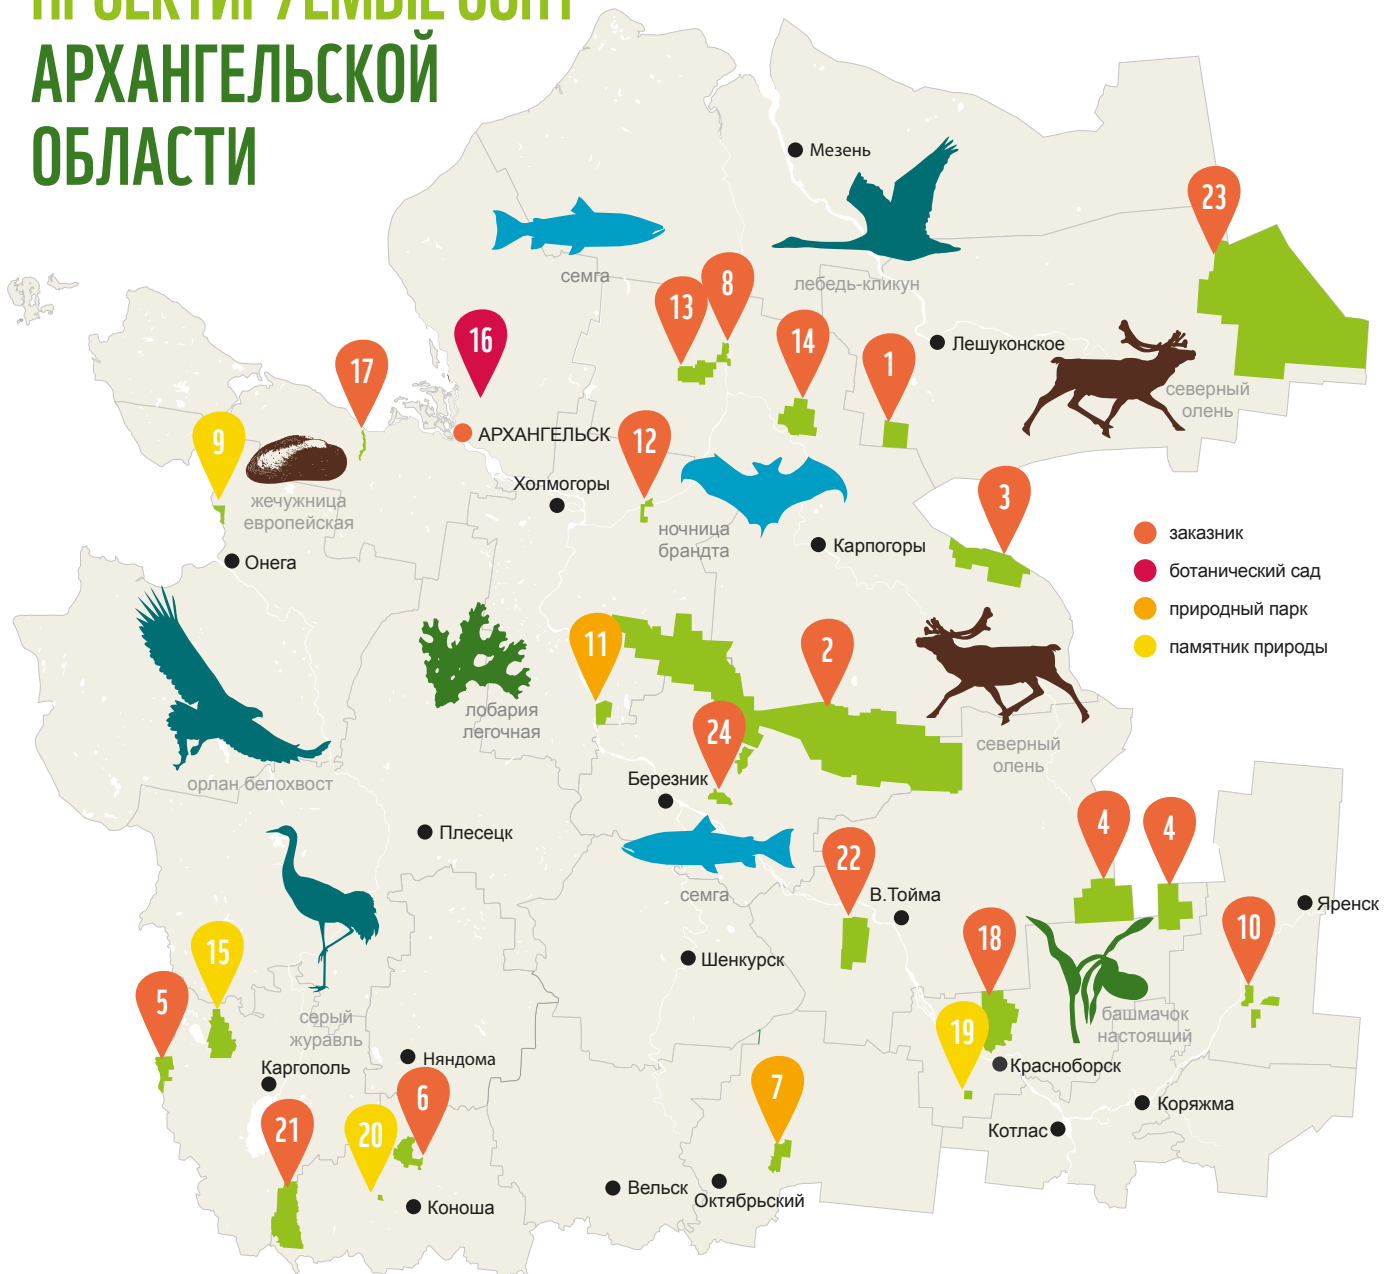 ПРОЕКТИРУЕМЫЕ ООПТ
АРХАНГЕЛЬСКОЙ
ОБЛАСТИ
Мезень
23
семга
лебедь-кликун
8
13
16
14
Лешуконское
1
17
северный
олень
9
АРХАНГЕЛЬСК
12
Холмогоры
жечужница
европейская
3
ночница
брандта
заказник
Карпогоры
Онега
ботанический сад
природный парк
11
2
памятник природы
лобария
легочная
24
северный
олень
орлан белохвост
Березник
Плесецк
4
4
22
семга
В.Тойма
Яренск
10
18
15
Шенкурск
5
серый
журавль
башмачок
настоящий
19
Няндома
Каргополь
Красноборск
7
6
Коряжма
21
20
Котлас
Вельск
Октябрьский
Коноша